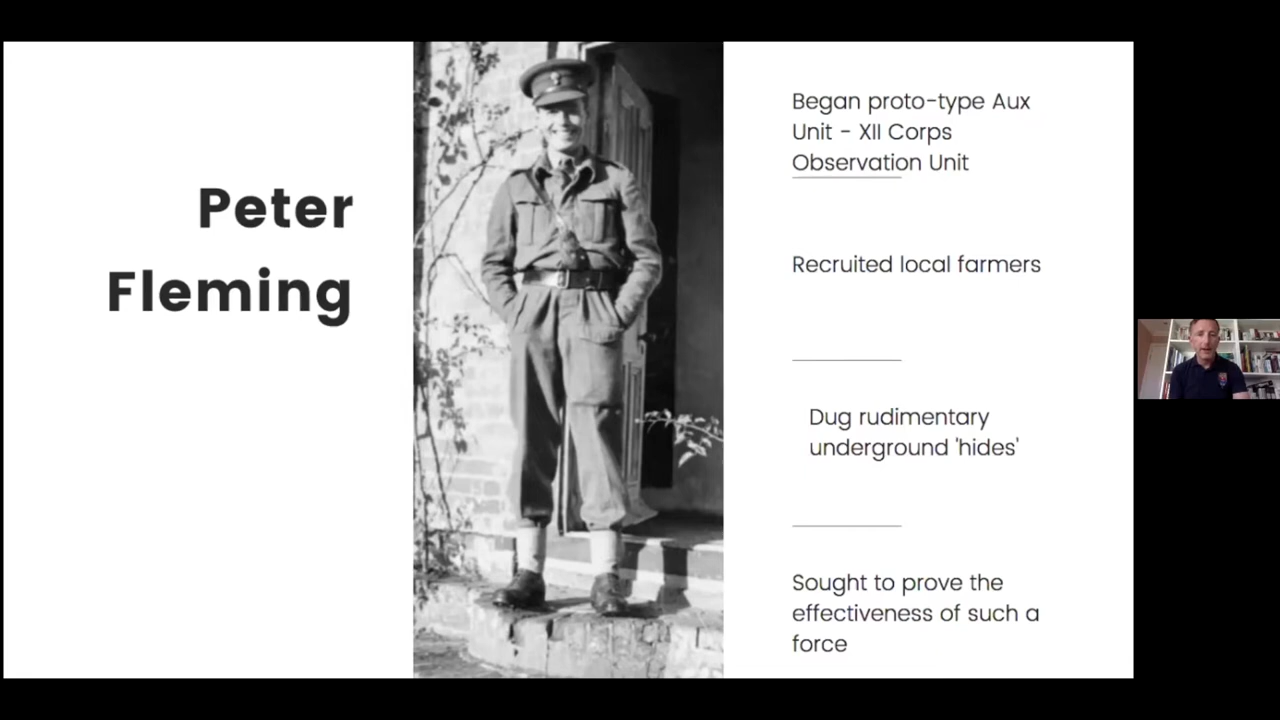 Peter
Fleming
Began proto-type Aux
Unit - XII Corps
Observation Unit
Recruited local farmers
Dug rudimentary
underground 'hides'
Sought to prove the
effectiveness of such a
force